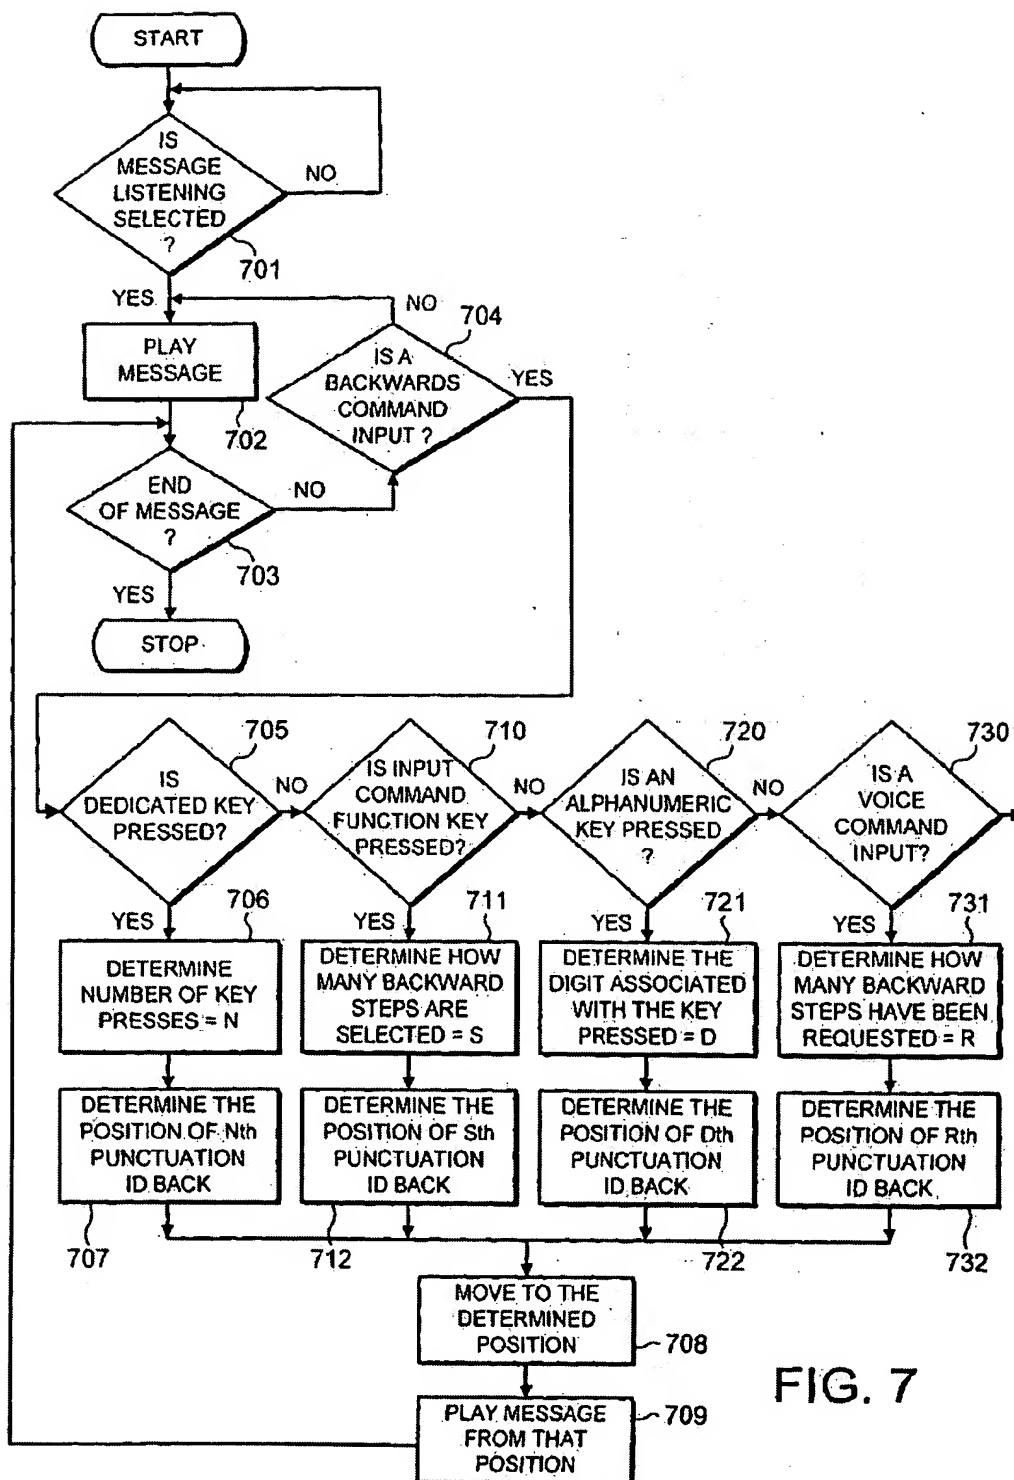 START
IS
MESSAGE
LISTENING
SELECTED
?
NO
701
YES
NO
704
PLAY
MESSAGE
702
IS A
BACKWARDS
COMMAND
INPUT ?
YES
END
OF MESSAGE
?
NO
703
YES
STOP
705
IS
DEDICATED KEY
PRESSED?
NO
710
IS INPUT
COMMAND
FUNCTION KEY
PRESSED?
NO
720
IS AN
ALPHANUMERIC
KEY PRESSED
?
NO
730
IS A
VOICE
COMMAND
INPUT?
YES
706
DETERMINE
NUMBER OF KEY
PRESSES = N
YES
711
DETERMINE HOW
MANY BACKWARD
STEPS ARE
SELECTED = S
YES
721
DETERMINE THE
DIGIT ASSOCIATED
WITH THE KEY
PRESSED = D
YES
731
DETERMINE HOW
MANY BACKWARD
STEPS HAVE BEEN
REQUESTED = R
DETERMINE THE
POSITION OF Nth
PUNCTUATION
ID BACK
707
DETERMINE THE
POSITION OF Sth
PUNCTUATION
ID BACK
712
DETERMINE THE
POSITION OF Dth
PUNCTUATION
ID BACK
722
DETERMINE THE
POSITION OF Rth
PUNCTUATION
ID BACK
732
MOVE TO THE
DETERMINED
POSITION
708
PLAY MESSAGE
FROM THAT
POSITION
709
FIG. 7